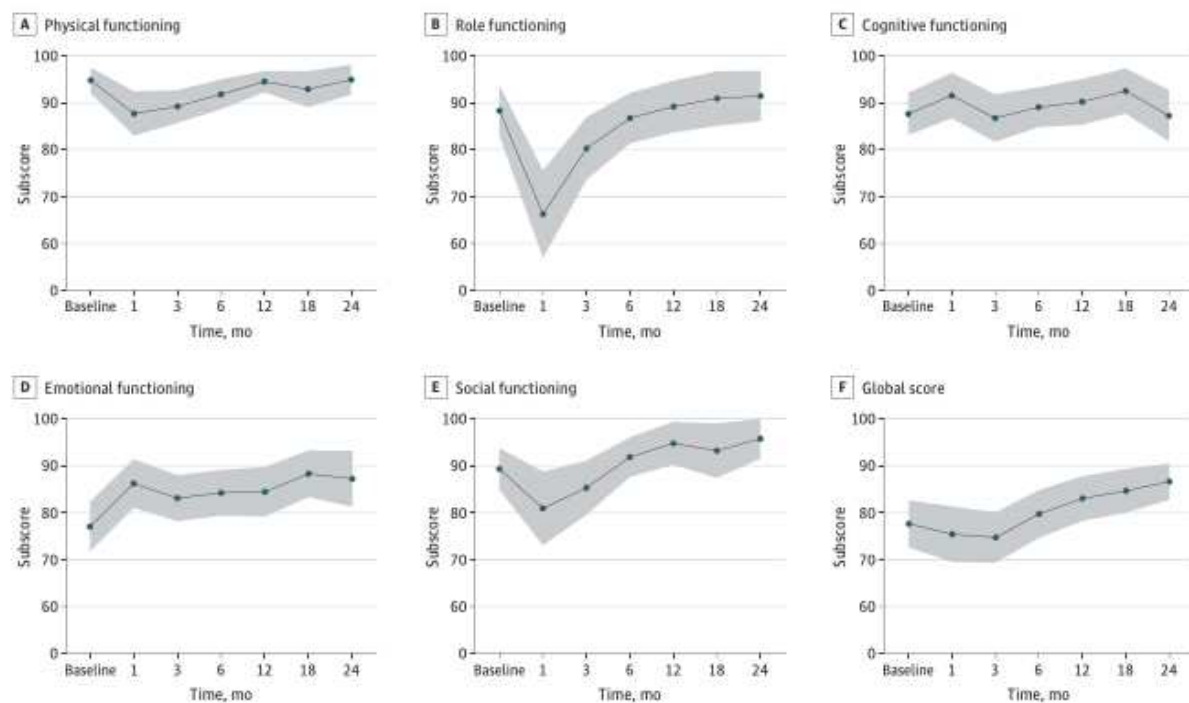 A Physical functioning
100
90
80
70
60
0
Subscore
Baseline 1 3 6 12 18 24
Time, mo
B Role functioning
100
90
80
70
60
0
Subscore
Baseline 1 3 6 12 18 24
Time, mo
C Cognitive functioning
100
90
80
70
60
0
Subscore
Baseline 1 3 6 12 18 24
Time, mo
D Emotional functioning
100
90
80
70
60
0
Subscore
Baseline 1 3 6 12 18 24
Time, mo
E Social functioning
100
90
80
70
60
0
Subscore
Baseline 1 3 6 12 18 24
Time, mo
F Global score
100
90
80
70
60
0
Subscore
Baseline 1 3 6 12 18 24
Time, mo